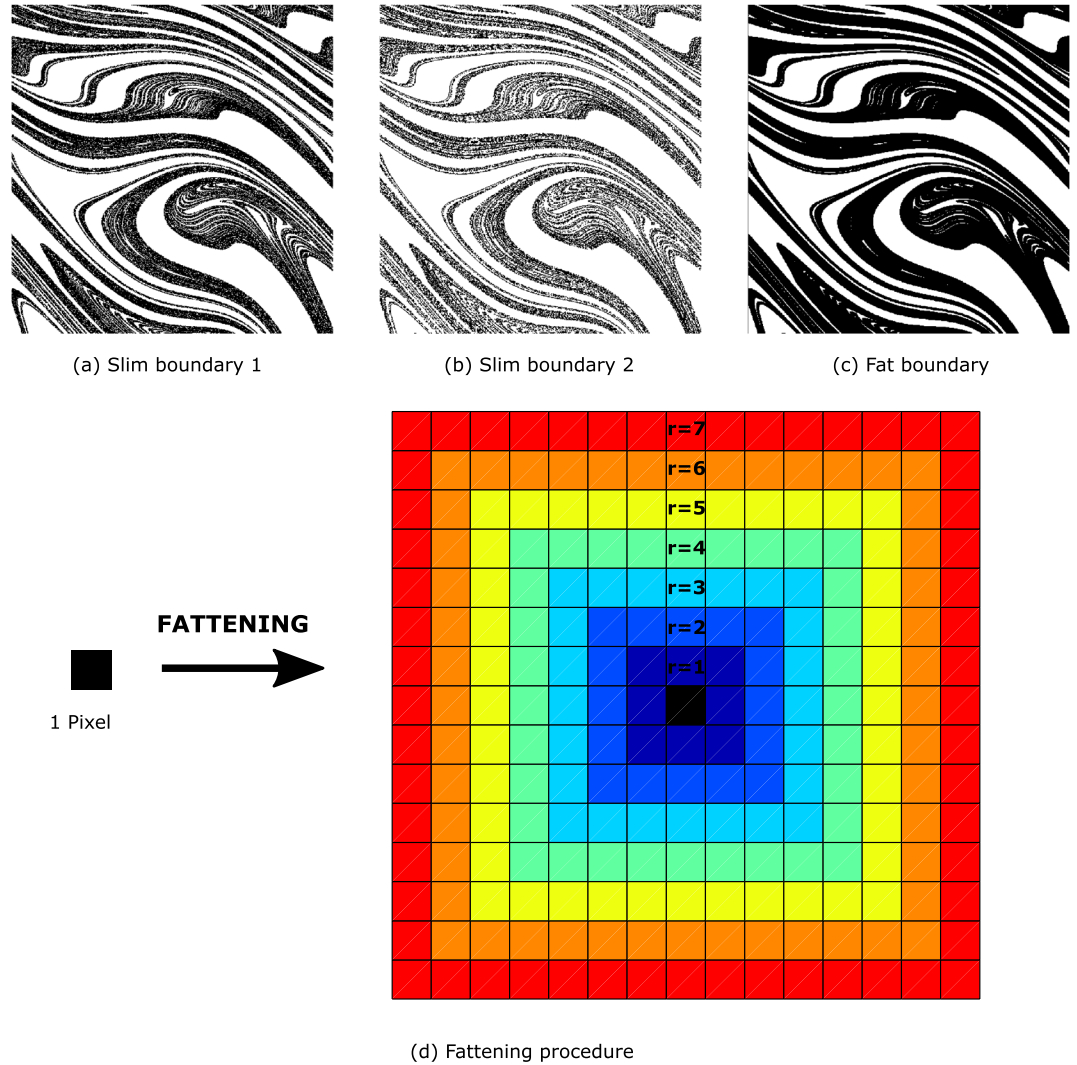 (a) Slim boundary 1
(b) Slim boundary 2
(c) Fat boundary
r=7
r=6
r=5
r=4
r=3
r=2
r=1
FATTENING
1 Pixel
(d) Fattening procedure